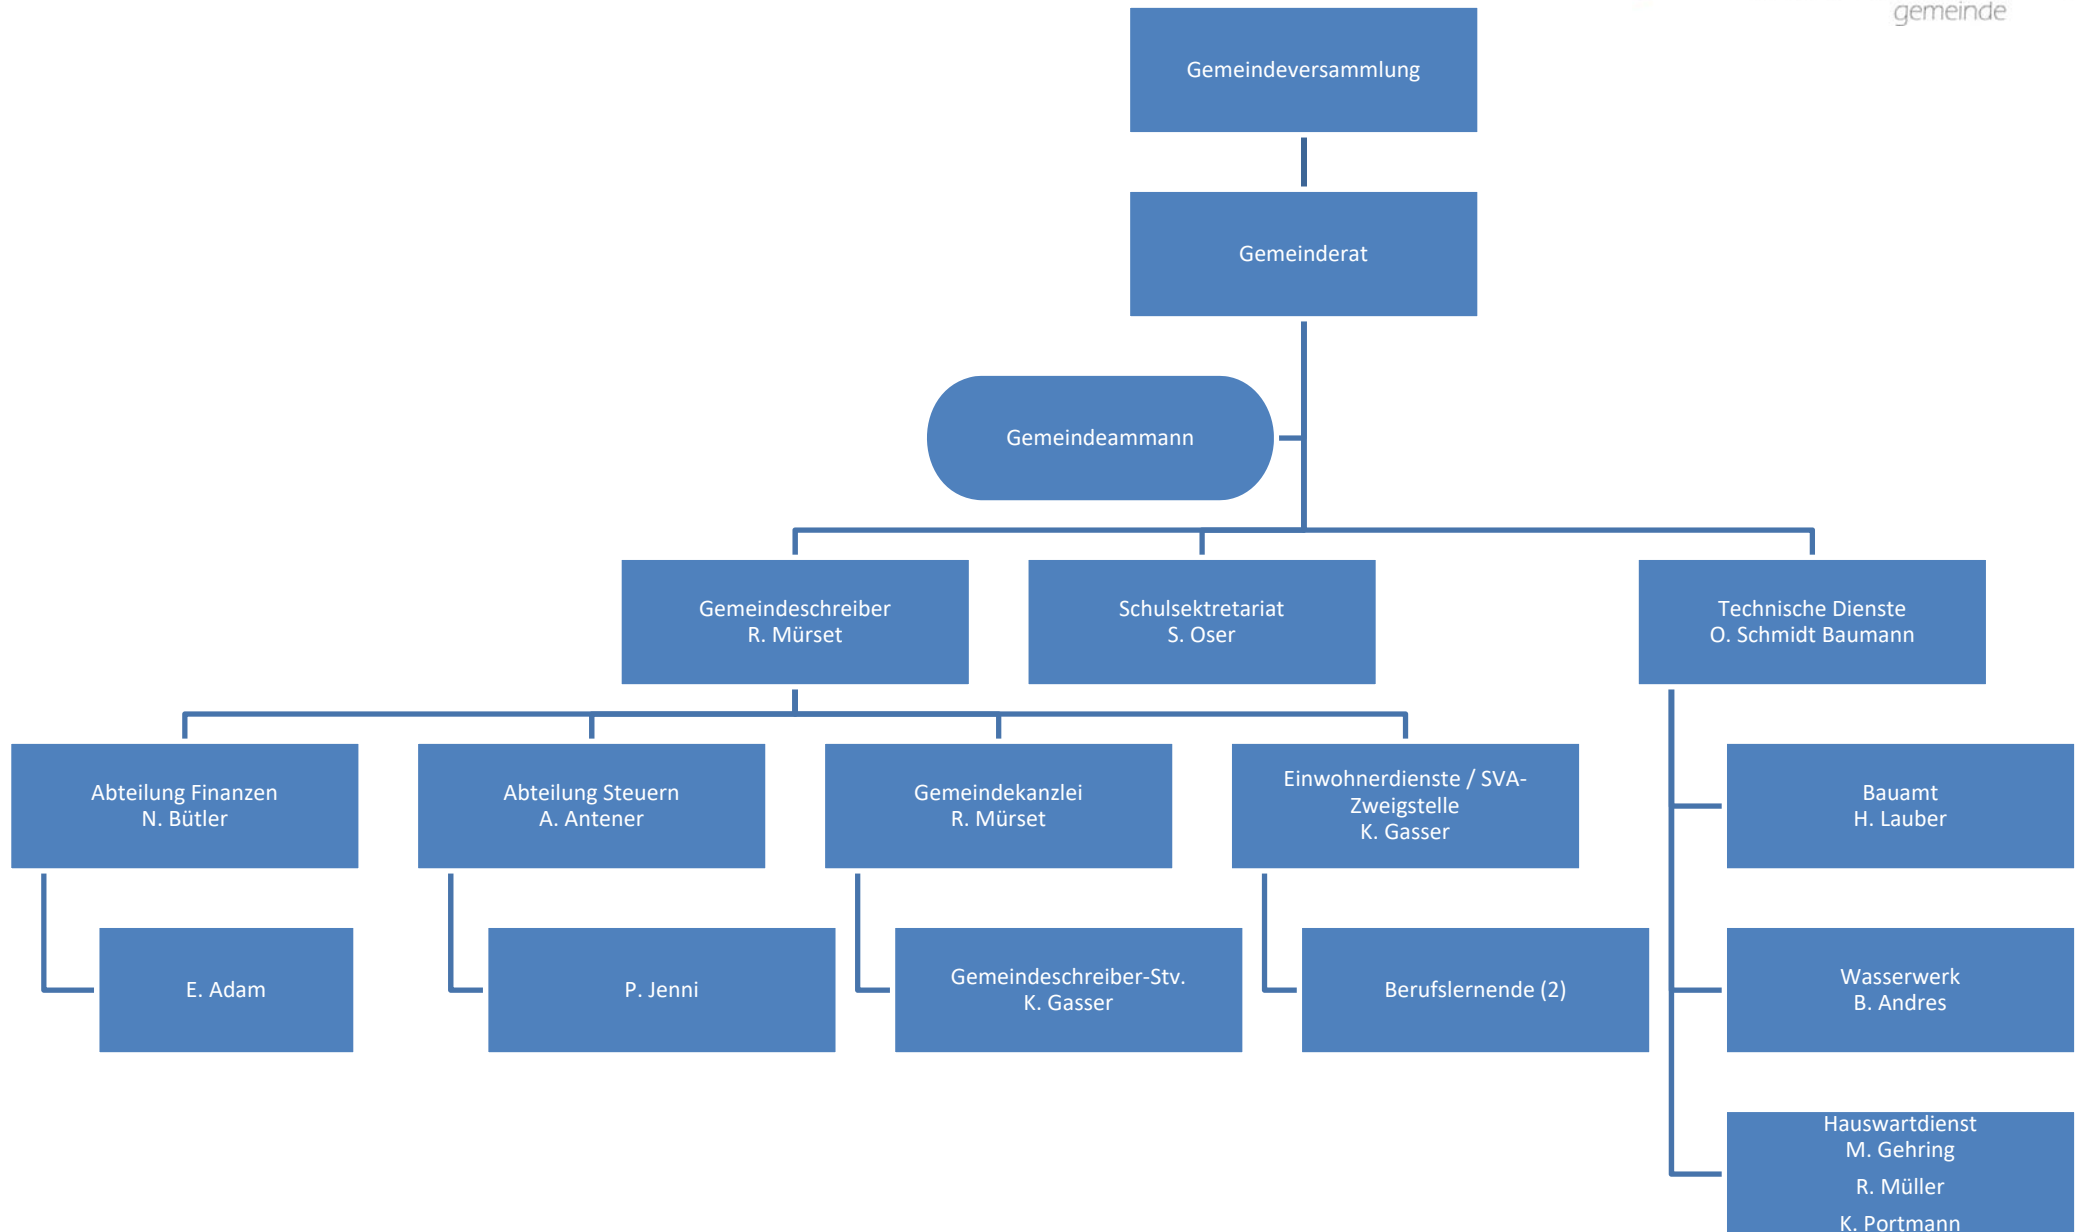 gemeinde
Gemeindeversammlung
Gemeinderat
Gemeindeammann
Gemeindeschreiber
R. Mürset
Schulsektretariat
S. Oser
Technische Dienste
O. Schmidt Baumann
Abteilung Finanzen
N. Bütler
Abteilung Steuern
A. Antener
Gemeindekanzlei
R. Mürset
Einwohnerdienste / SVA-
Zweigstelle
K. Gasser
Bauamt
H. Lauber
E. Adam
P. Jenni
Gemeindeschreiber-Stv.
K. Gasser
Berufslernende (2)
Wasserwerk
B. Andres
Hauswartdienst
M. Gehring
R. Müller
K. Portmann